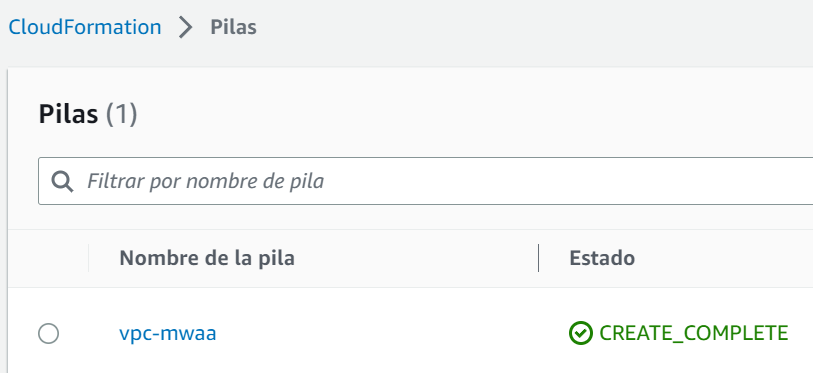 CloudFormation > Pilas
Pilas (1)
Filtrar por nombre de pila
Nombre de la pila Estado
vpc-mwaa CREATE_COMPLETE